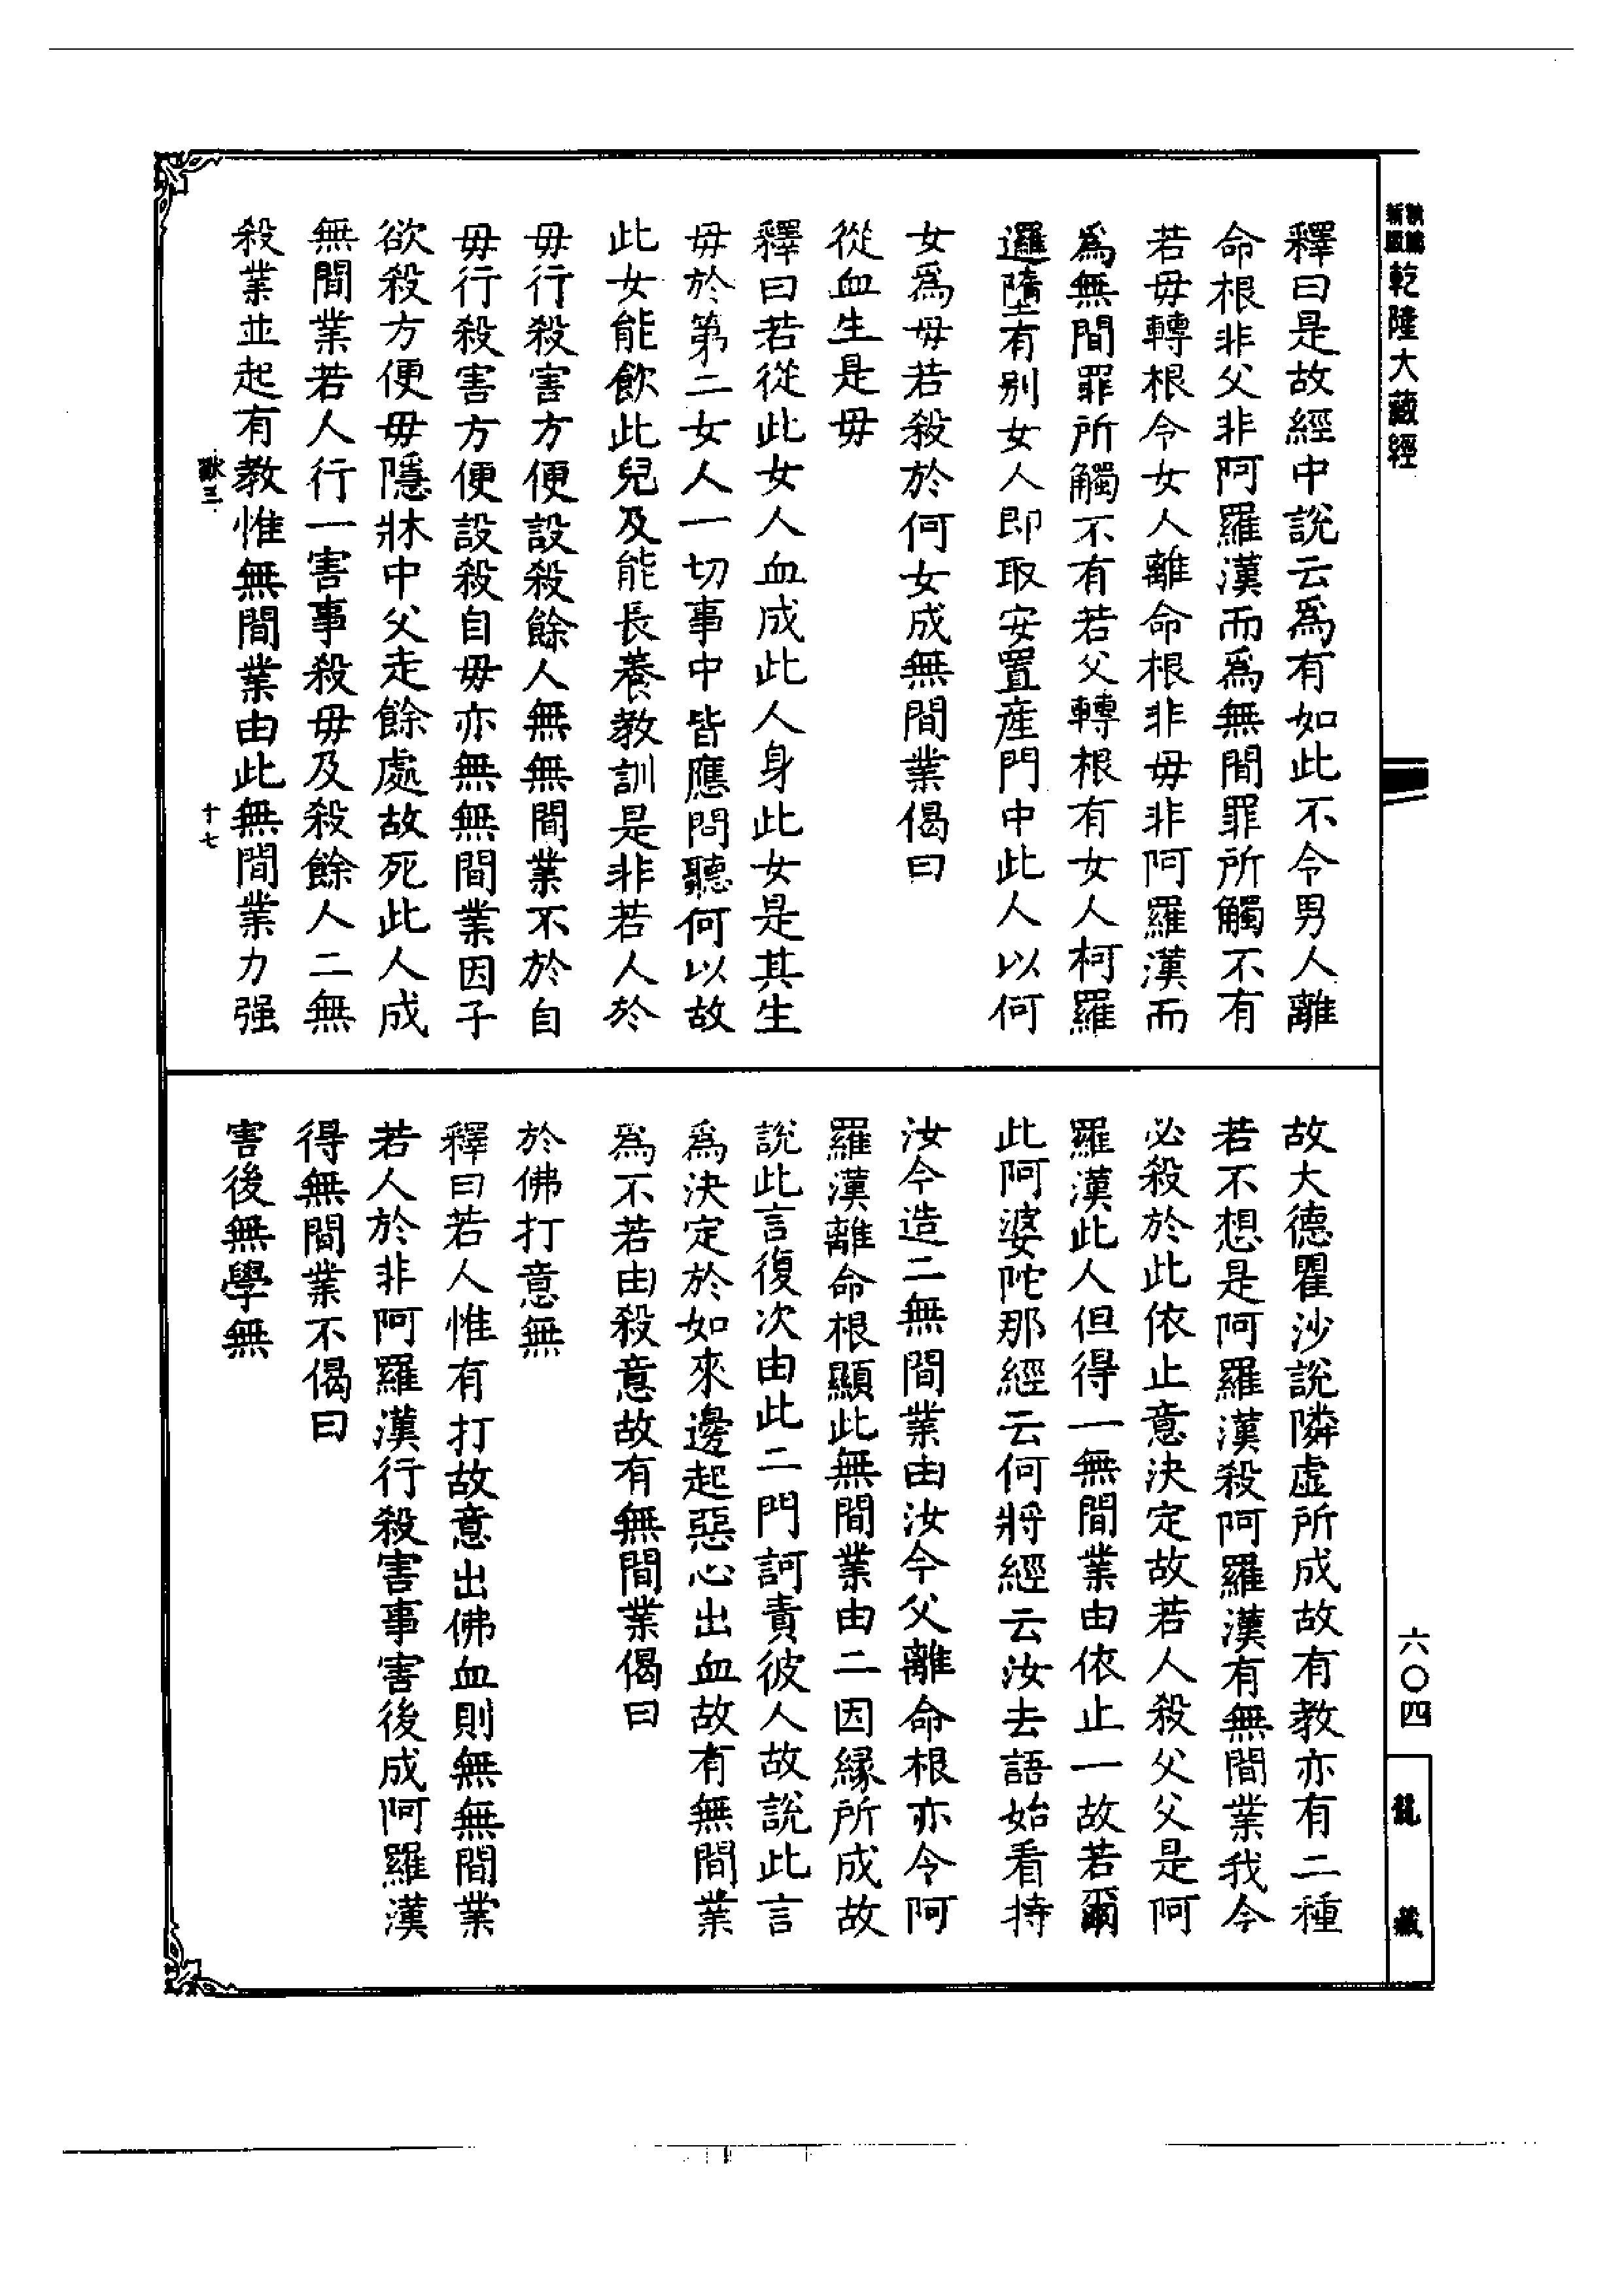 乾隆大藏經
釋曰是故經中說云爲有如此不令男人離
命根非父非阿羅漢而爲無間罪所觸不有
若毋轉根令女人離命根非毋非阿羅漢而
爲無間罪所觸不有若父轉根有女人柯羅
邏墮有別女人即取安置産門中此人以何
女爲毋若殺於何女成無間業偈曰
從血生是毋
釋曰若從此女人血成此人身此女是其生
毋於第二女人一切事中皆應問聽何以故
此女能飲此兒及能長養教訓是非若人於
毋行殺害方便設殺餘人無無間業不於自
毋行殺害方便設殺自毋亦無無間業因子
欲殺方便毋隱牀中父走餘處故死此人成
無間業若人行一害事殺毋及殺餘人二無
殺業並起有教惟無間業由此無間業力强
歟三
十七
故大德瞿沙說隣虚所成故有教亦有二種
若不想是阿羅漢殺阿羅漢有無間業我今
必殺於此依止意決定故若人殺父父是阿
羅漢此人但得一無間業由依止一故若爾
此阿婆陀那經云何將經云汝去語始看持
汝今造二無間業由汝今父離命根亦令阿
羅漢離命根顯此無間業由二因縁所成故
說此言復次由此二門訶責彼人故說此言
爲決定於如來邊起惡心出血故有無間業
爲不若由殺意故有無間業偈曰
於佛打意無
釋曰若人惟有打故意出佛血則無無間業
若人於非阿羅漢行殺害事害後成阿羅漢
得無間業不偈曰
害後無學無
六〇四
龍藏